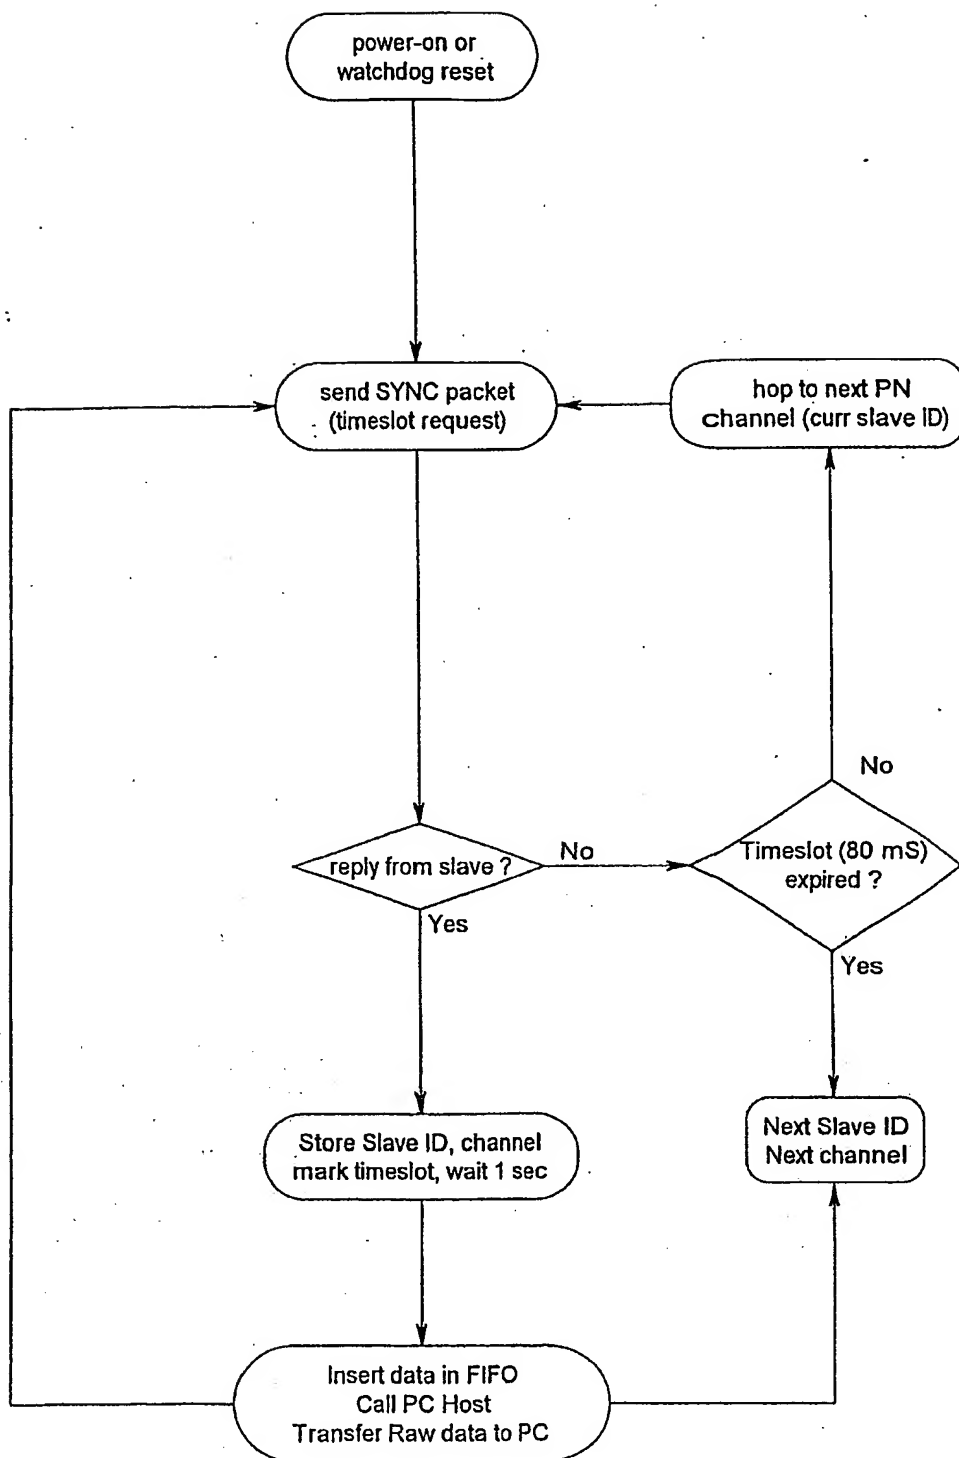 power-on or
watchdog reset
send SYNC packet
(timeslot request)
hop to next PN
channel (curr slave ID)
No
reply from slave ?
No
Timeslot (80 mS)
expired ?
Yes
Yes
Store Slave ID, channel
mark timeslot, wait 1 sec
Next Slave ID
Next channel
Insert data in FIFO
Call PC Host
Transfer Raw data to PC